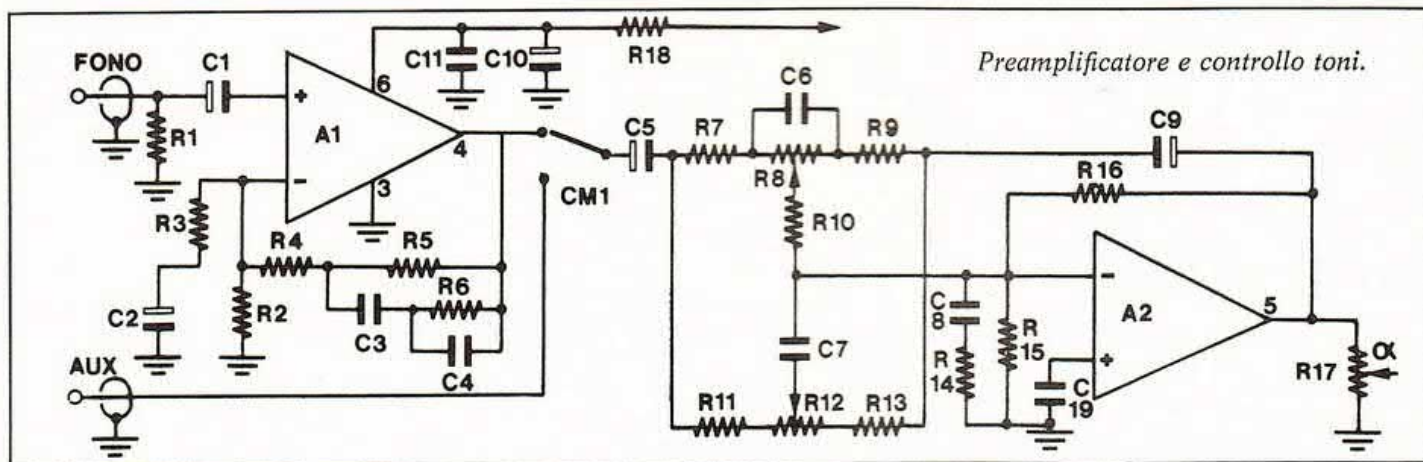 Preamplificatore e controllo toni.
FONO
C1
R1
+
A1
6
C11
C10
R18
4
3
−
R3
R4
R5
R6
C2
R2
C3
C4
AUX
CM1
C5
R7
C6
R8
R9
R10
C7
R11
R12
R13
C9
R16
C
8
R
14
R
15
−
+
A2
5
C
19
R17
α